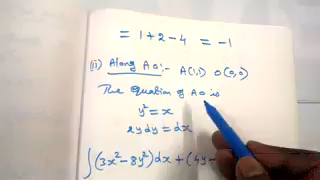 = 1 + 2 - 4 = -1
(ii) Along AO:- A(1,1) O(0,0)
The equation of AO is
y² = x
2y dy = dx
∫(3x² - 8y²)dx + (4y -